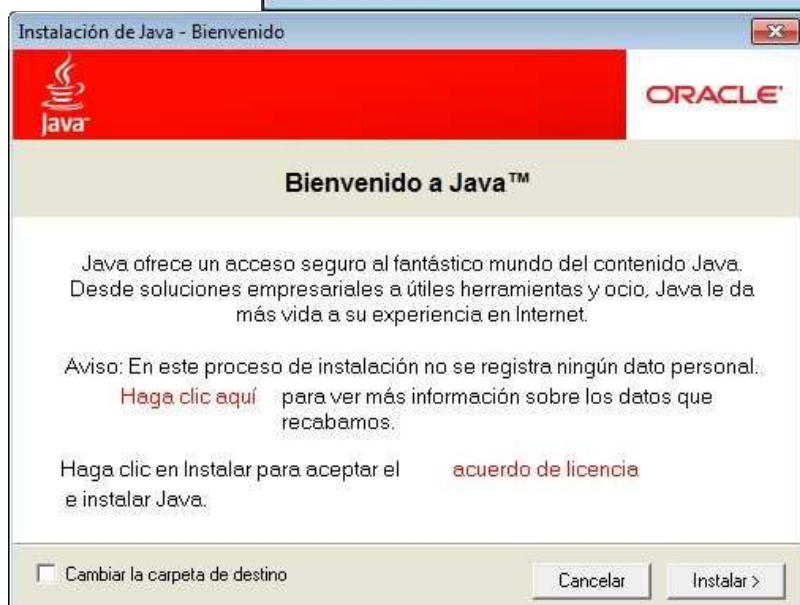 Instalación de Java - Bienvenido
Java™
ORACLE®
Bienvenido a Java™
Java ofrece un acceso seguro al fantástico mundo del contenido Java.
Desde soluciones empresariales a útiles herramientas y ocio, Java le da
más vida a su experiencia en Internet.
Aviso: En este proceso de instalación no se registra ningún dato personal.
Haga clic aquí para ver más información sobre los datos que
recabamos.
Haga clic en Instalar para aceptar el acuerdo de licencia
e instalar Java.
Cambiar la carpeta de destino
Cancelar
Instalar >